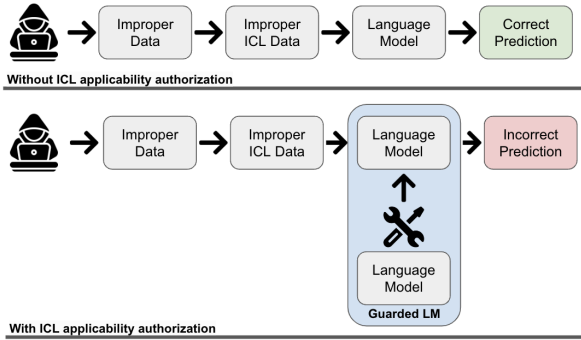 Improper
Data
Improper
ICL Data
Language
Model
Correct
Prediction
Without ICL applicability authorization
Improper
Data
Improper
ICL Data
Language
Model
Incorrect
Prediction
Language
Model
Guarded LM
With ICL applicability authorization